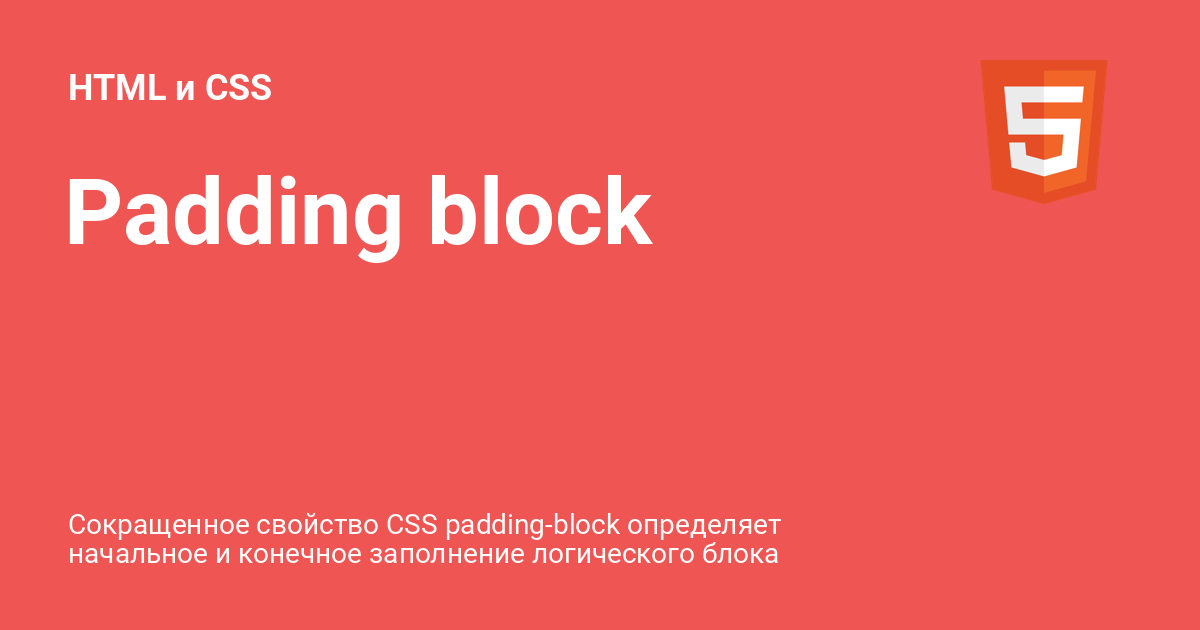 HTML и CSS
Padding block
Сокращенное свойство CSS padding-block определяет
начальное и конечное заполнение логического блока